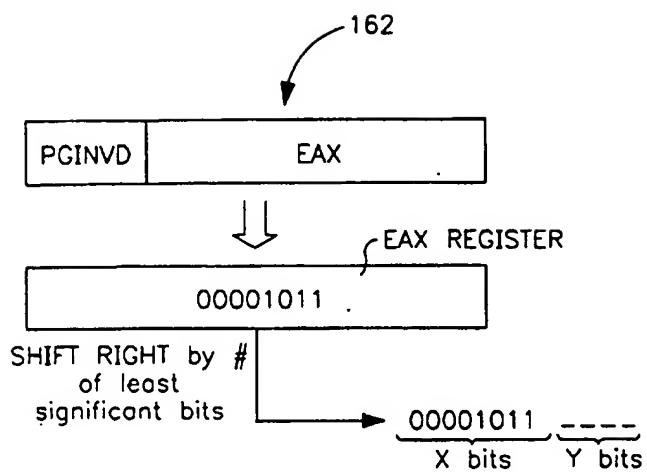 162
PGINVD EAX
EAX REGISTER
00001011
SHIFT RIGHT by #
of least
significant bits
00001011 _ _ _ _
X bits Y bits